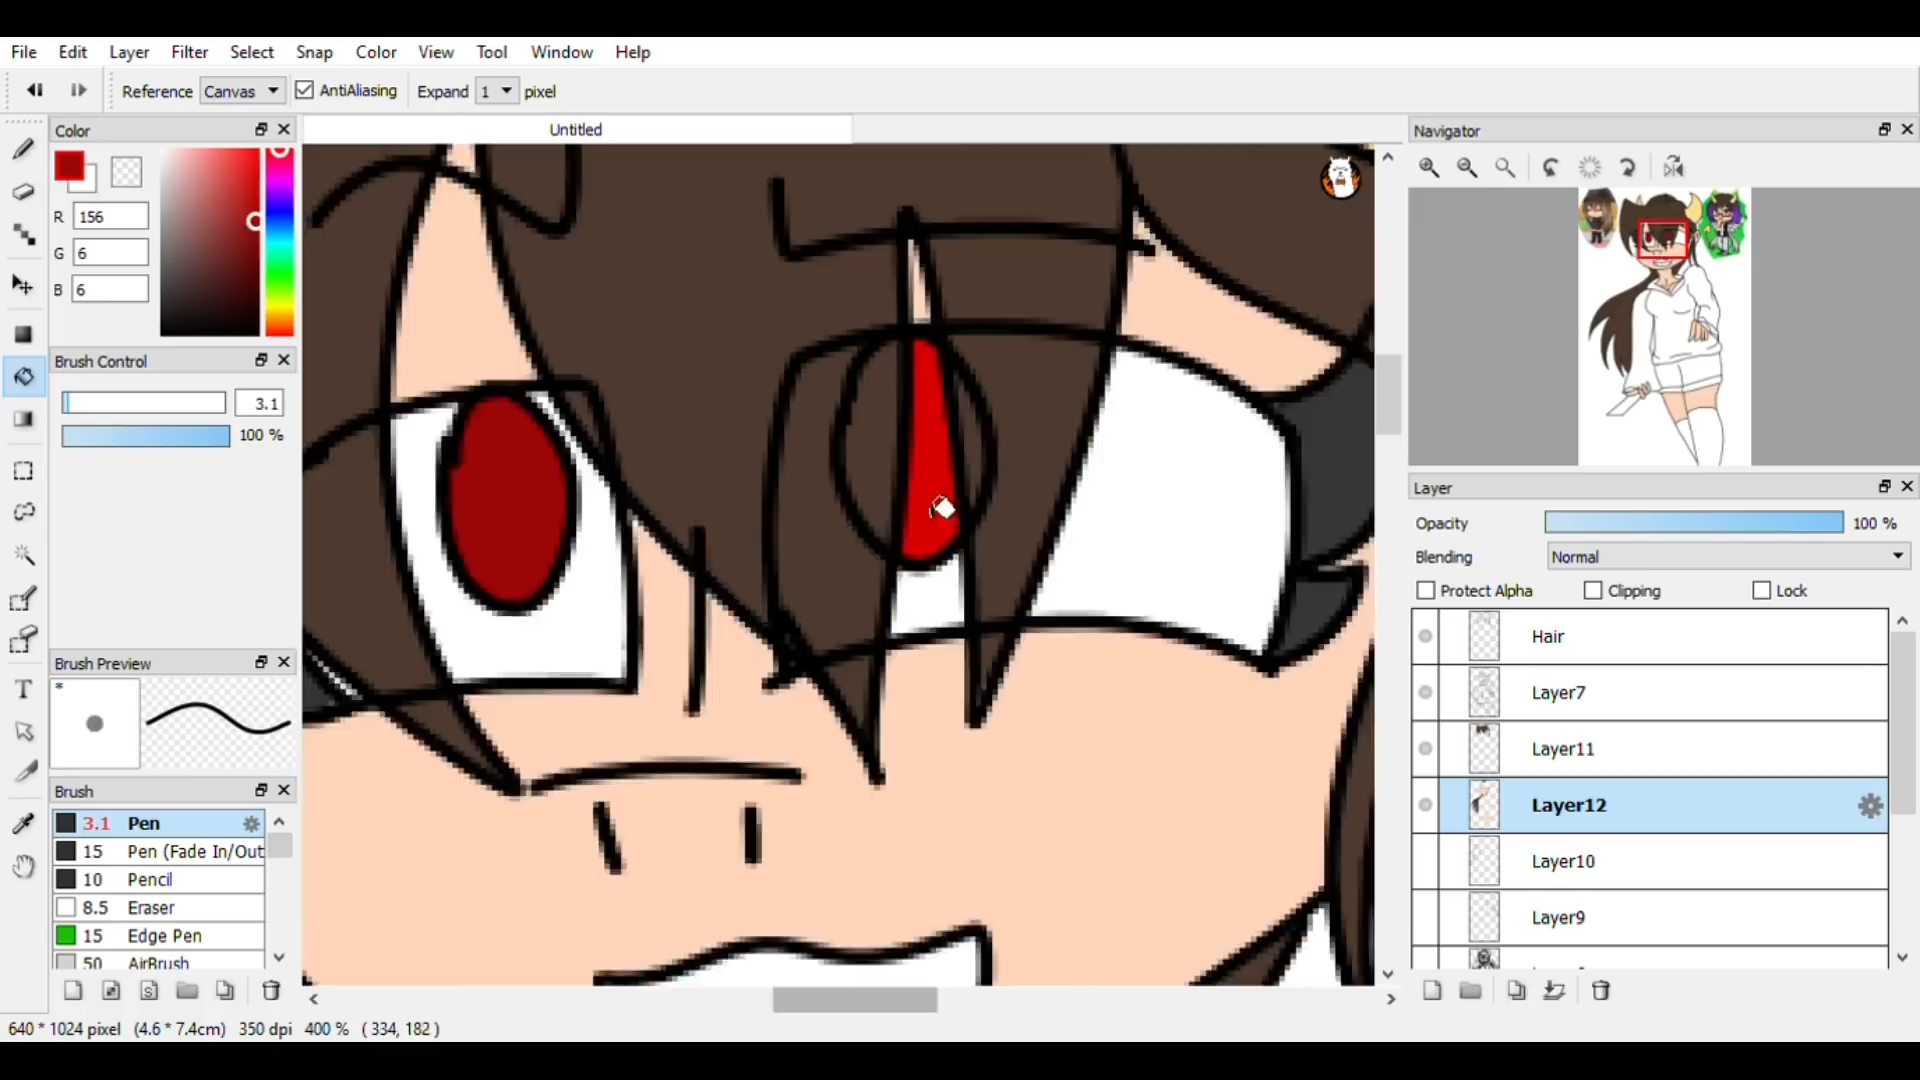 File Edit Layer Filter Select Snap Color View Tool Window Help
Reference Canvas AntiAliasing Expand 1 pixel
Color
R 156
G 6
B 6
Brush Control
3.1
100 %
Brush Preview
*
Brush
3.1 Pen
15 Pen (Fade In/Out
10 Pencil
8.5 Eraser
15 Edge Pen
50 AirBrush
Untitled
Navigator
Layer
Opacity 100 %
Blending Normal
Protect Alpha Clipping Lock
Hair
Layer7
Layer11
Layer12
Layer10
Layer9
640 * 1024 pixel (4.6 * 7.4cm) 350 dpi 400 % ( 334, 182 )